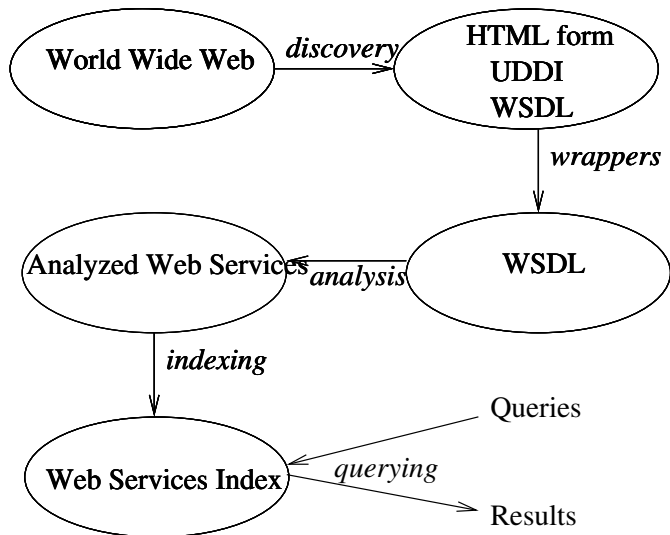 World Wide Web
discovery
HTML form
UDDI
WSDL
wrappers
Analyzed Web Services
analysis
WSDL
indexing
Queries
Web Services Index
querying
Results